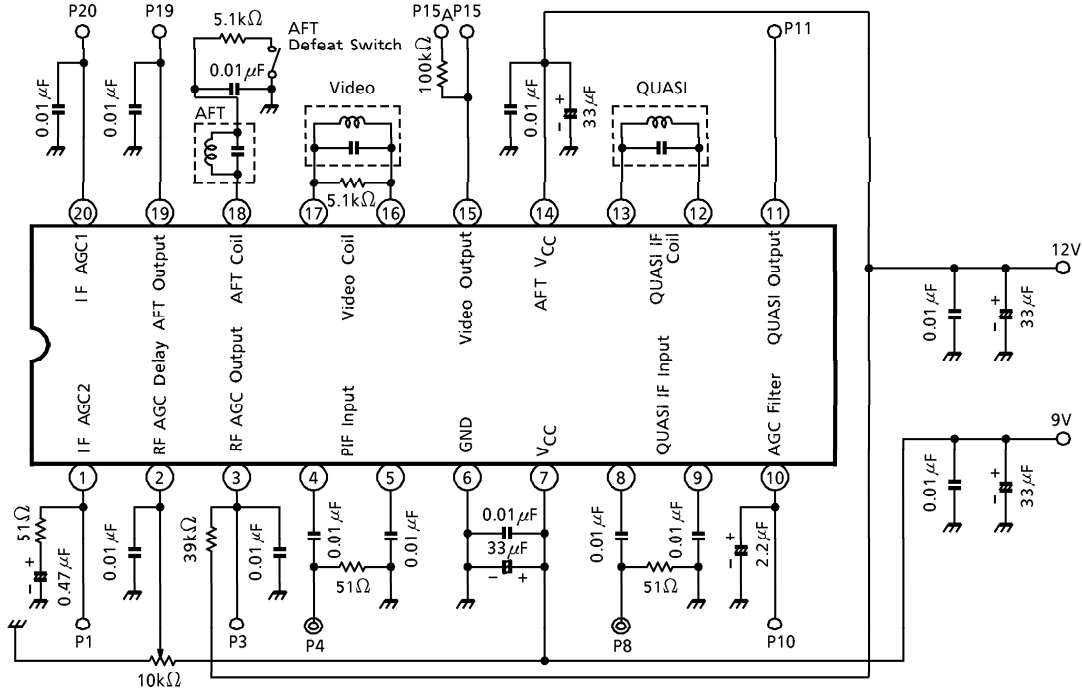 P20
P19
5.1kΩ
AFT
Defeat Switch
P15A
P15
P11
0.01μF
0.01μF
0.01μF
AFT
Video
100kΩ
0.01μF
33μF
+
-
QUASI
5.1kΩ
20
19
18
17
16
15
14
13
12
11
IF AGC1
AFT Output
AFT Coil
Video Coil
Video Output
AFT VCC
QUASI IF
Coil
QUASI Output
12V
0.01μF
+
-
33μF
IF AGC2
RF AGC Delay
RF AGC Output
PIF Input
GND
VCC
QUASI IF Input
AGC Filter
9V
0.01μF
+
-
33μF
1
2
3
4
5
6
7
8
9
10
51Ω
+
-
0.47μF
0.01μF
39kΩ
0.01μF
0.01μF
51Ω
0.01μF
0.01μF
33μF
-
+
0.01μF
51Ω
0.01μF
+
-
2.2μF
P1
P3
P4
P8
P10
10kΩ